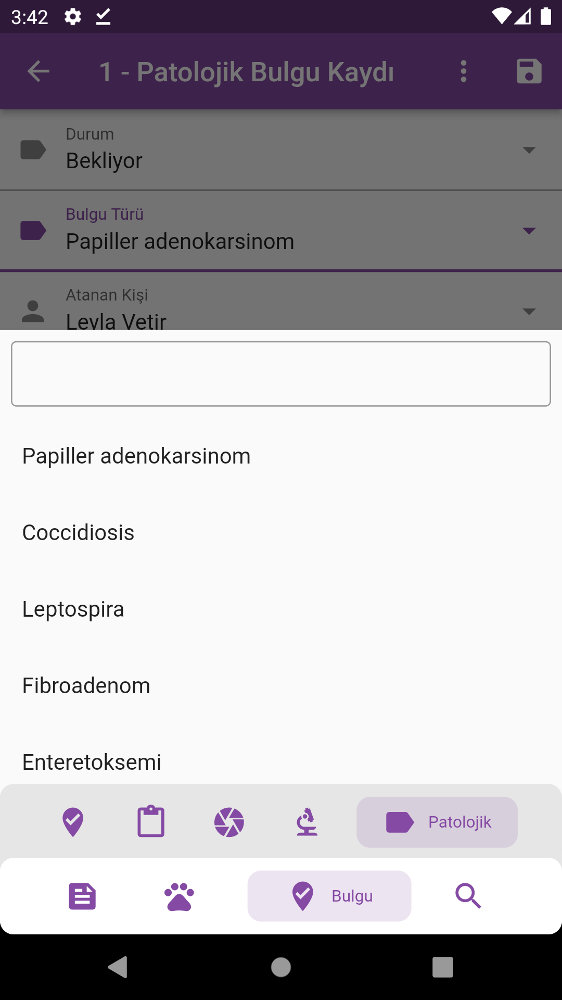 3:42
1 - Patolojik Bulgu Kaydı
Durum
Bekliyor
Bulgu Türü
Papiller adenokarsinom
Atanan Kişi
Leyla Vetir
Papiller adenokarsinom
Coccidiosis
Leptospira
Fibroadenom
Enteretoksemi
Patolojik
Bulgu